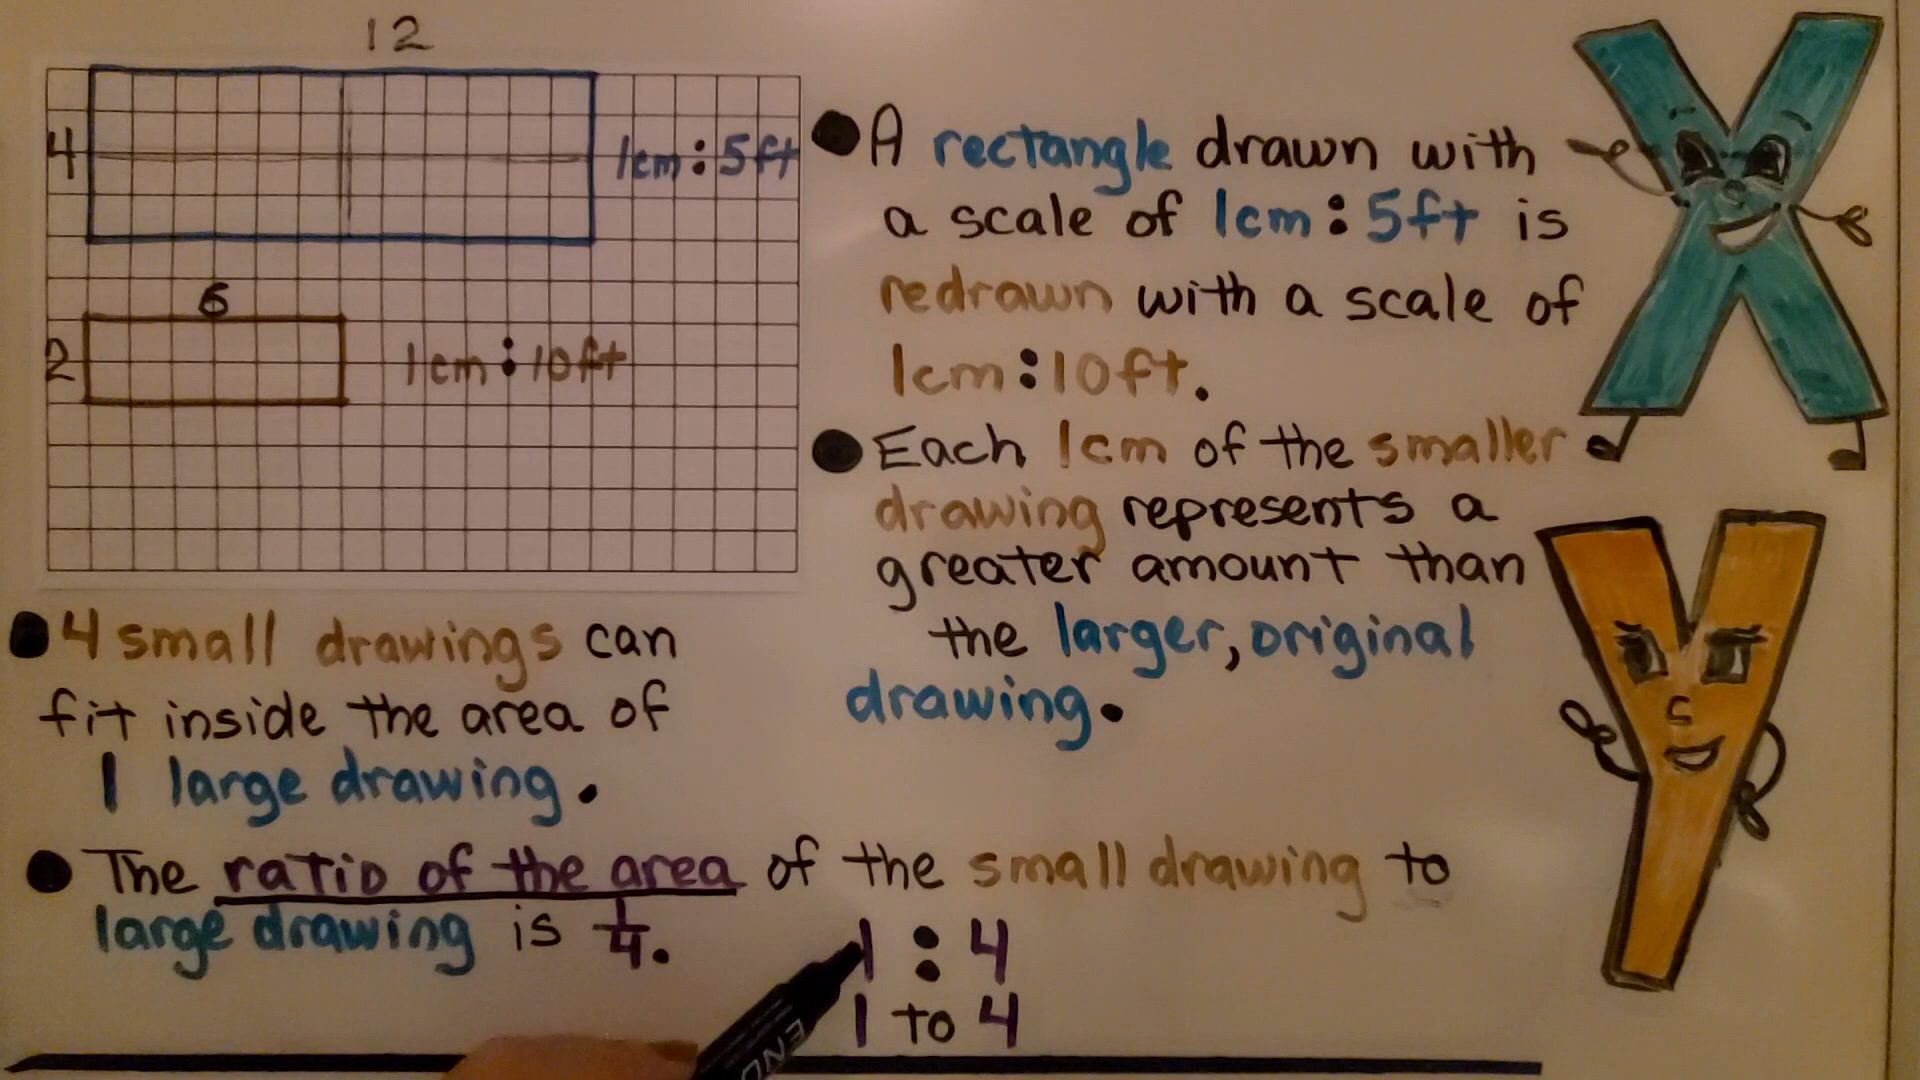 12
4
1cm : 5ft
6
2
1cm : 10ft
● A rectangle drawn with
a scale of 1cm : 5ft is
redrawn with a scale of
1cm : 10ft.
● Each 1cm of the smaller
drawing represents a
greater amount than
the larger, original
drawing.
● 4 small drawings can
fit inside the area of
1 large drawing.
● The ratio of the area of the small drawing to
large drawing is 1/4.
1 : 4
1 to 4
END